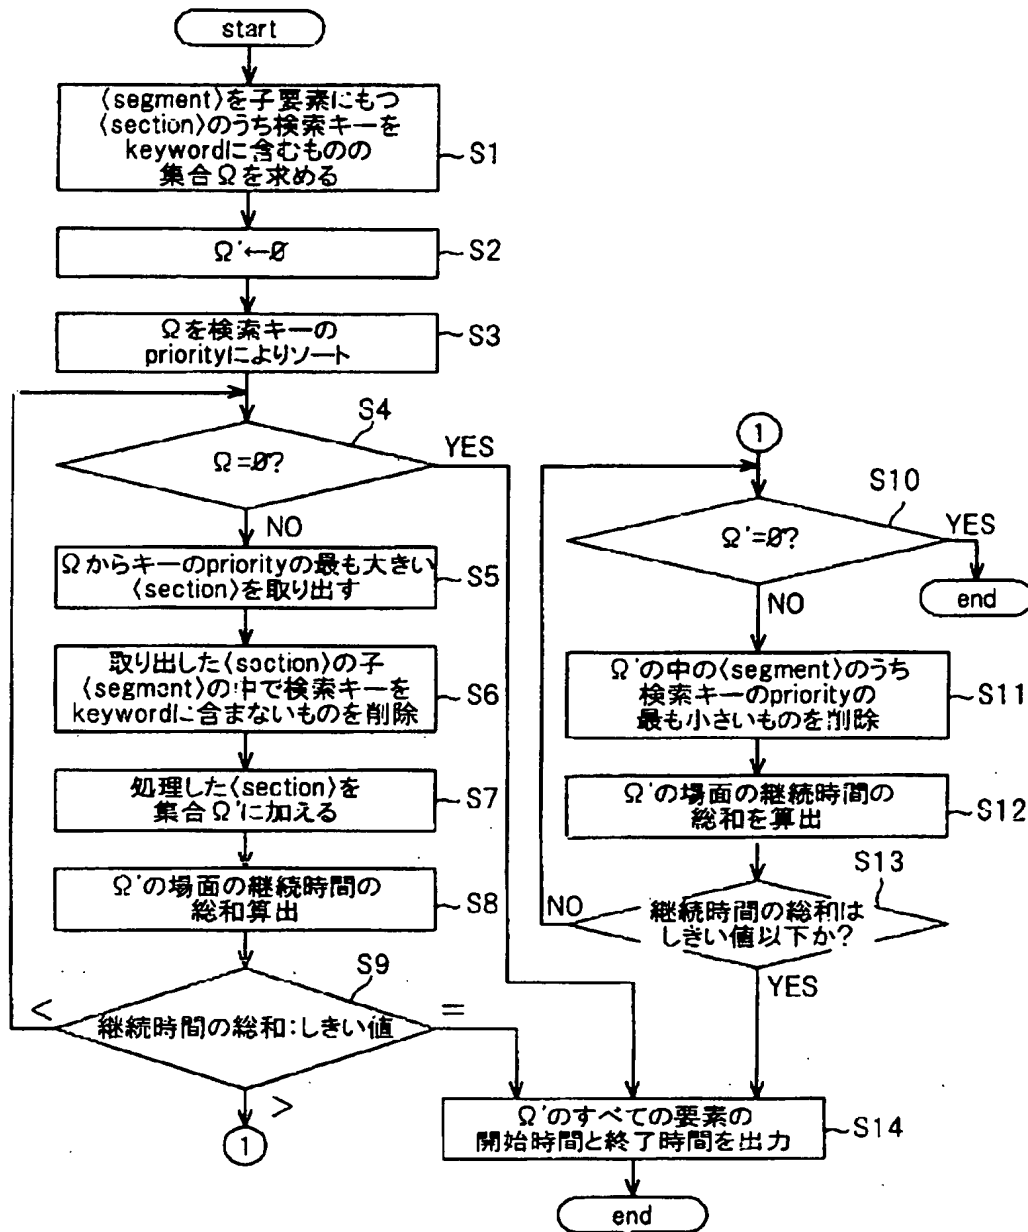 start
〈segment〉を子要素にもつ
〈section〉のうち検索キーを
keywordに含むものの
集合Ωを求める
S1
Ω'←Ø
S2
Ωを検索キーの
priorityによりソート
S3
S4
Ω=Ø?
YES
NO
Ωからキーのpriorityの最も大きい
〈section〉を取り出す
S5
取り出した〈section〉の子
〈segment〉の中で検索キーを
keywordに含まないものを削除
S6
処理した〈section〉を
集合Ω'に加える
S7
Ω'の場面の継続時間の
総和算出
S8
S9
<
継続時間の総和:しきい値
=
>
1
1
S10
Ω'=Ø?
YES
end
NO
Ω'の中の〈segment〉のうち
検索キーのpriorityの
最も小さいものを削除
S11
Ω'の場面の継続時間の
総和を算出
S12
S13
NO
継続時間の総和は
しきい値以下か?
YES
Ω'のすべての要素の
開始時間と終了時間を出力
S14
end